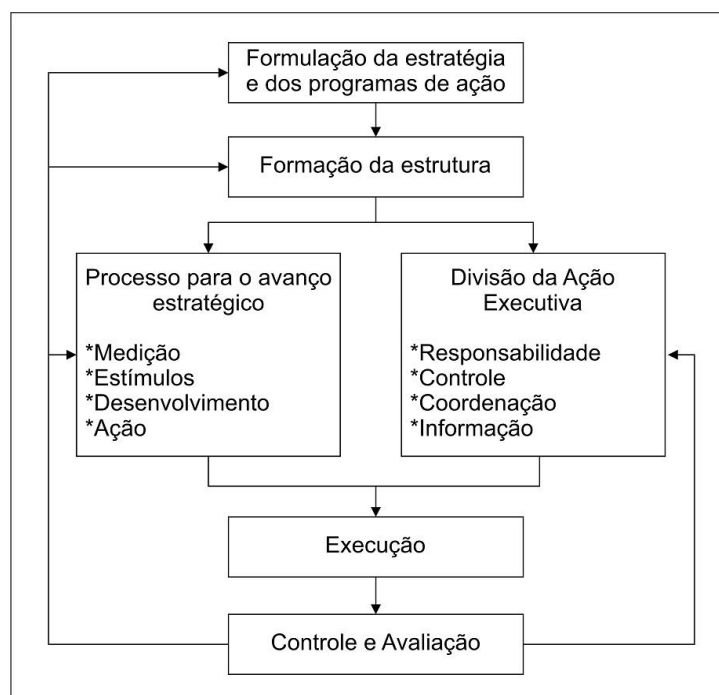 Formulação da estratégia
e dos programas de ação
Formação da estrutura
Processo para o avanço
estratégico
*Medição
*Estímulos
*Desenvolvimento
*Ação
Divisão da Ação
Executiva
*Responsabilidade
*Controle
*Coordenação
*Informação
Execução
Controle e Avaliação